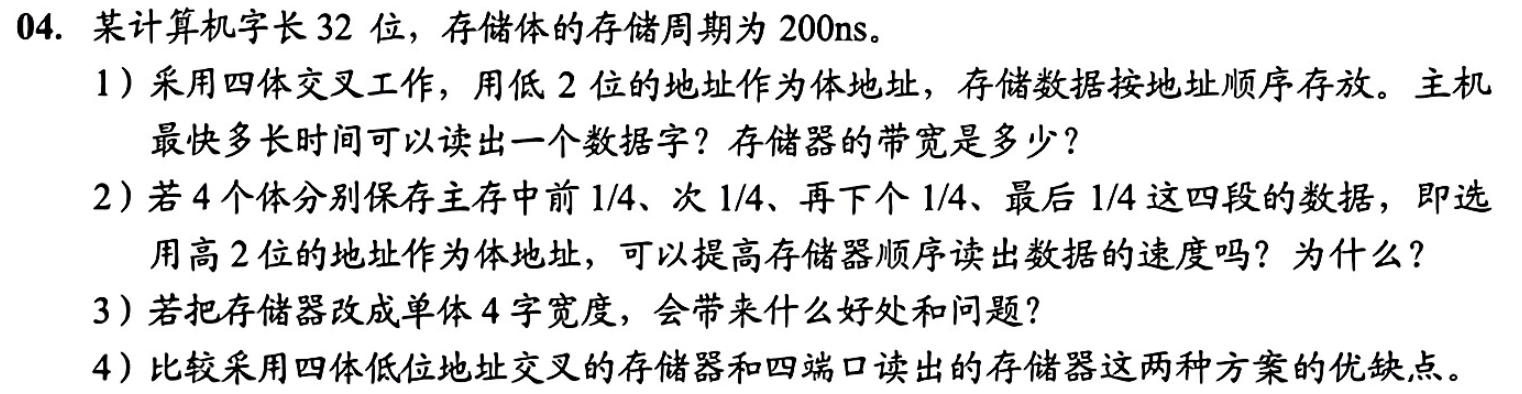 04. 某计算机字长 32 位，存储体的存储周期为 200ns。
1）采用四体交叉工作，用低 2 位的地址作为体地址，存储数据按地址顺序存放。主机
最快多长时间可以读出一个数据字？存储器的带宽是多少？
2）若 4 个体分别保存主存中前 1/4、次 1/4、再下个 1/4、最后 1/4 这四段的数据，即选
用高 2 位的地址作为体地址，可以提高存储器顺序读出数据的速度吗？为什么？
3）若把存储器改成单体 4 字宽度，会带来什么好处和问题？
4）比较采用四体低位地址交叉的存储器和四端口读出的存储器这两种方案的优缺点。